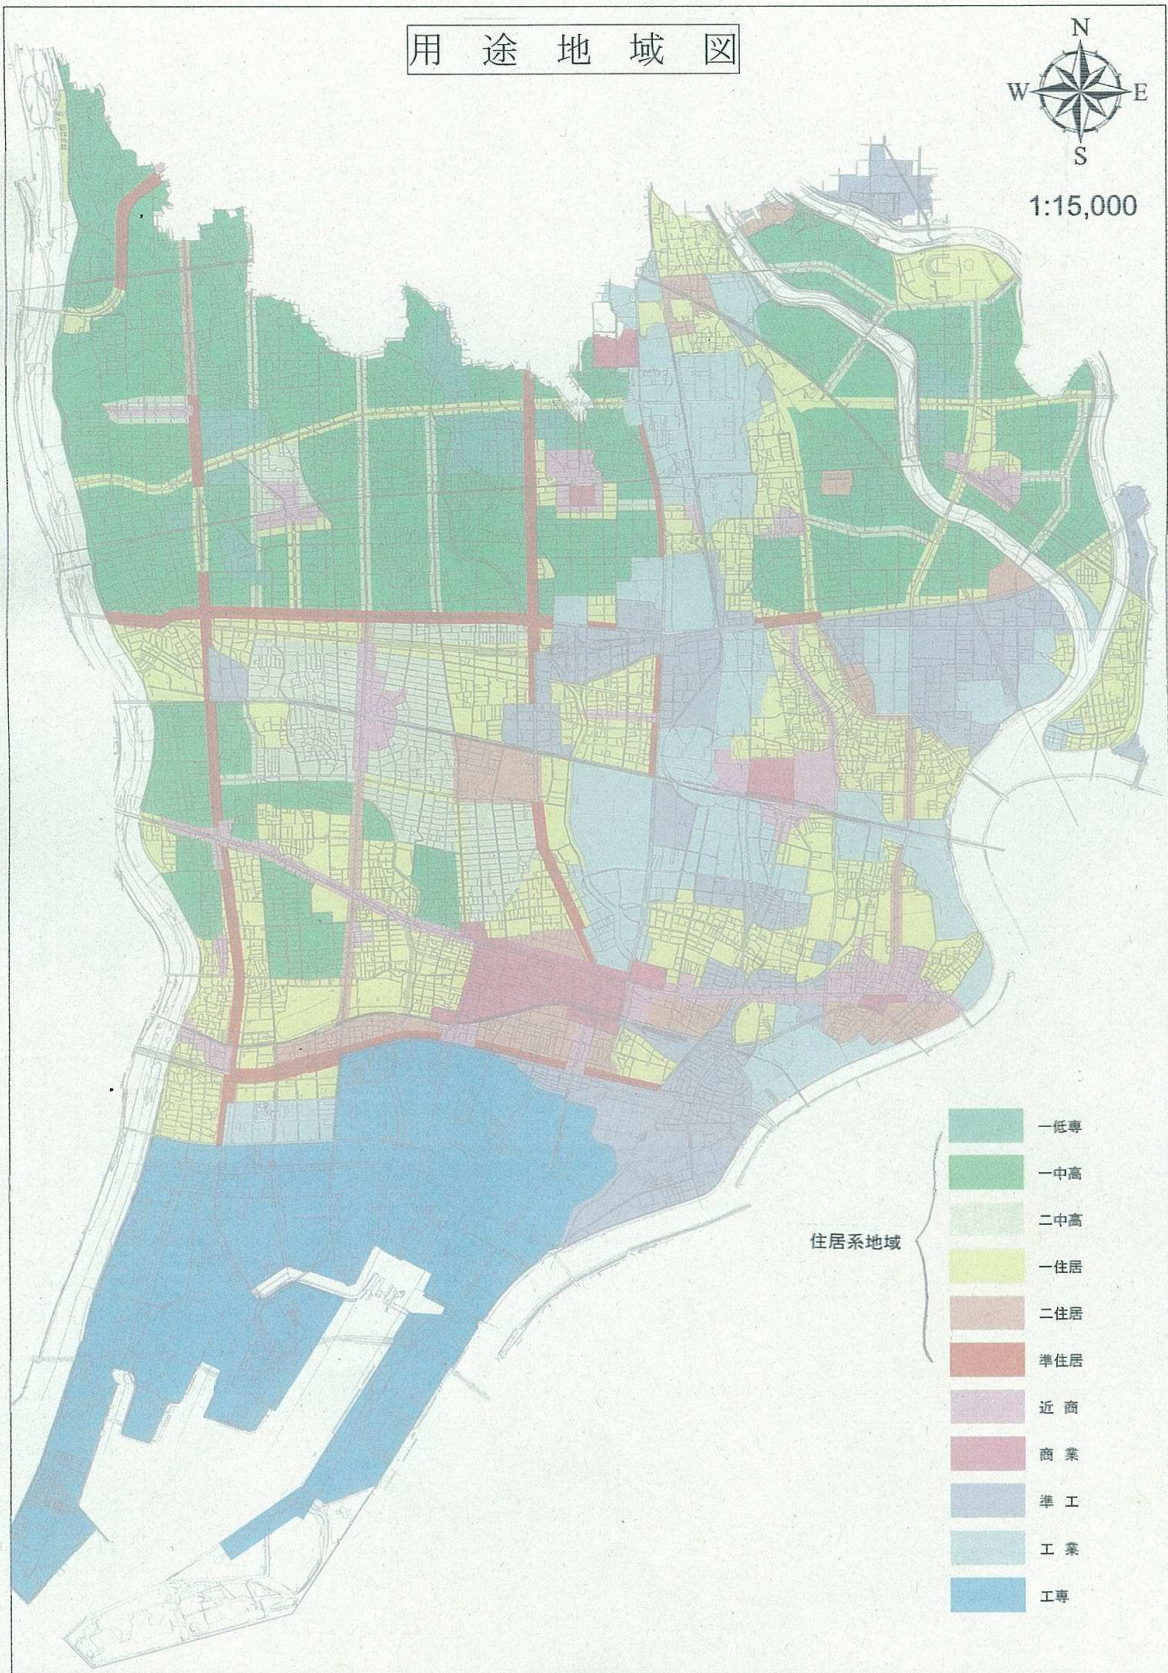 用途地域図
N
W E
S
1:15,000
一低専
一中高
二中高
住居系地域
一住居
二住居
準住居
近 商
商 業
準 工
工 業
工専